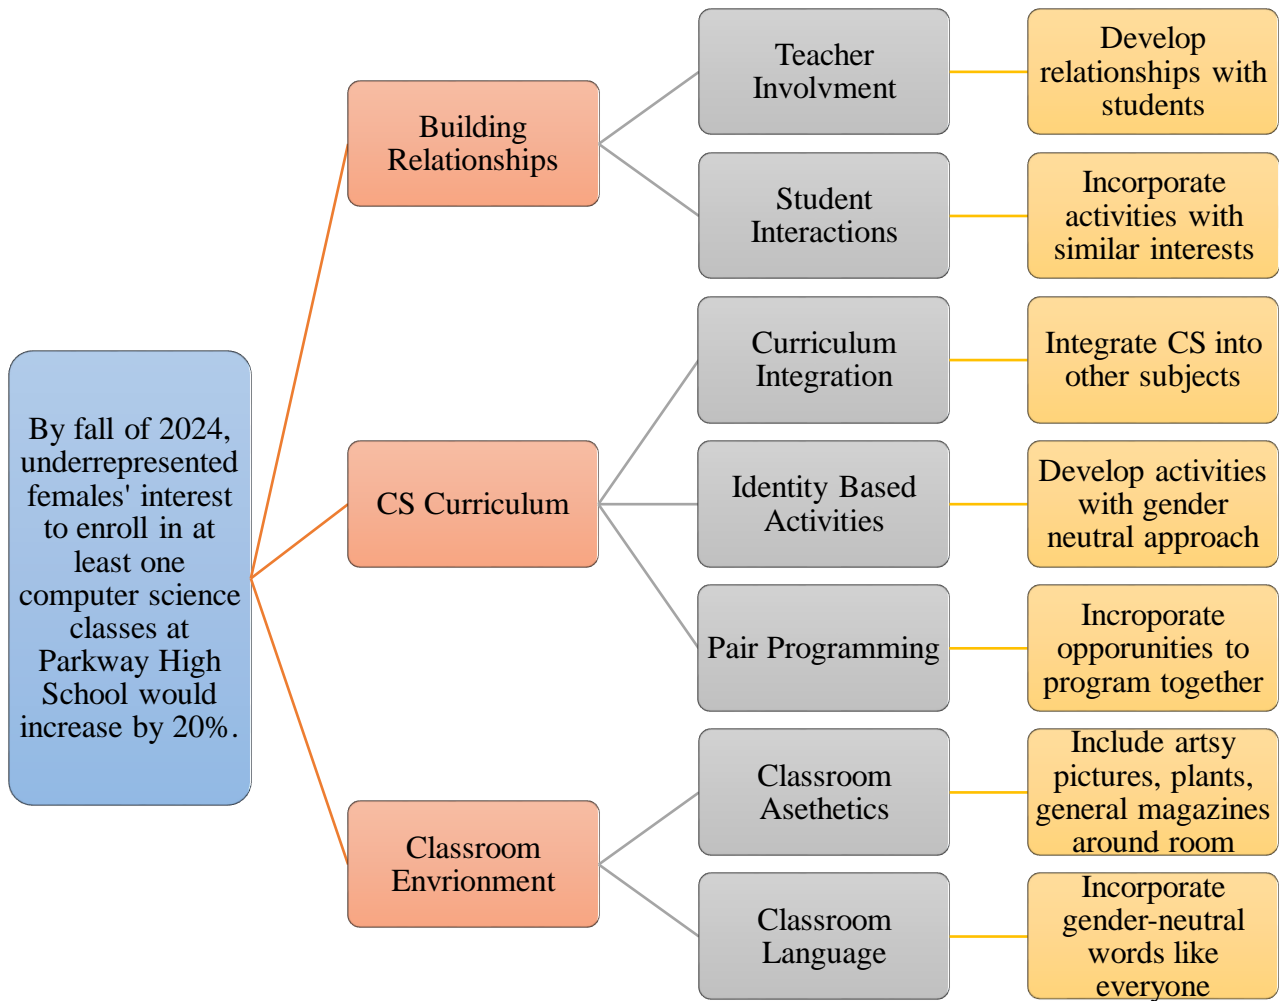 By fall of 2024,
underrepresented
females' interest
to enroll in at
least one
computer science
classes at
Parkway High
School would
increase by 20%.
Building
Relationships
Teacher
Involvment
Develop
relationships with
students
Student
Interactions
Incorporate
activities with
similar interests
CS Curriculum
Curriculum
Integration
Integrate CS into
other subjects
Identity Based
Activities
Develop activities
with gender
neutral approach
Pair Programming
Incroporate
opporunities to
program together
Classroom
Envrionment
Classroom
Asethetics
Include artsy
pictures, plants,
general magazines
around room
Classroom
Language
Incorporate
gender-neutral
words like
everyone